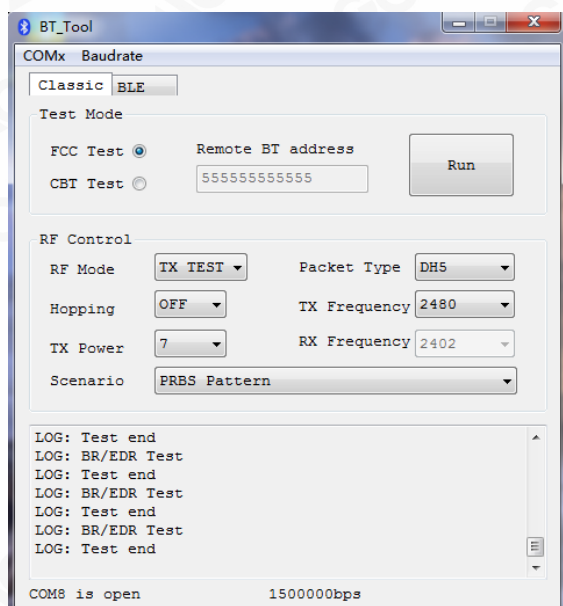 BT_Tool
COMx Baudrate
Classic BLE
Test Mode
FCC Test Remote BT address
Run
CBT Test 555555555555
RF Control
RF Mode TX TEST Packet Type DH5
Hopping OFF TX Frequency 2480
TX Power 7 RX Frequency 2402
Scenario PRBS Pattern
LOG: Test end
LOG: BR/EDR Test
LOG: Test end
LOG: BR/EDR Test
LOG: Test end
LOG: BR/EDR Test
LOG: Test end
COM8 is open 1500000bps